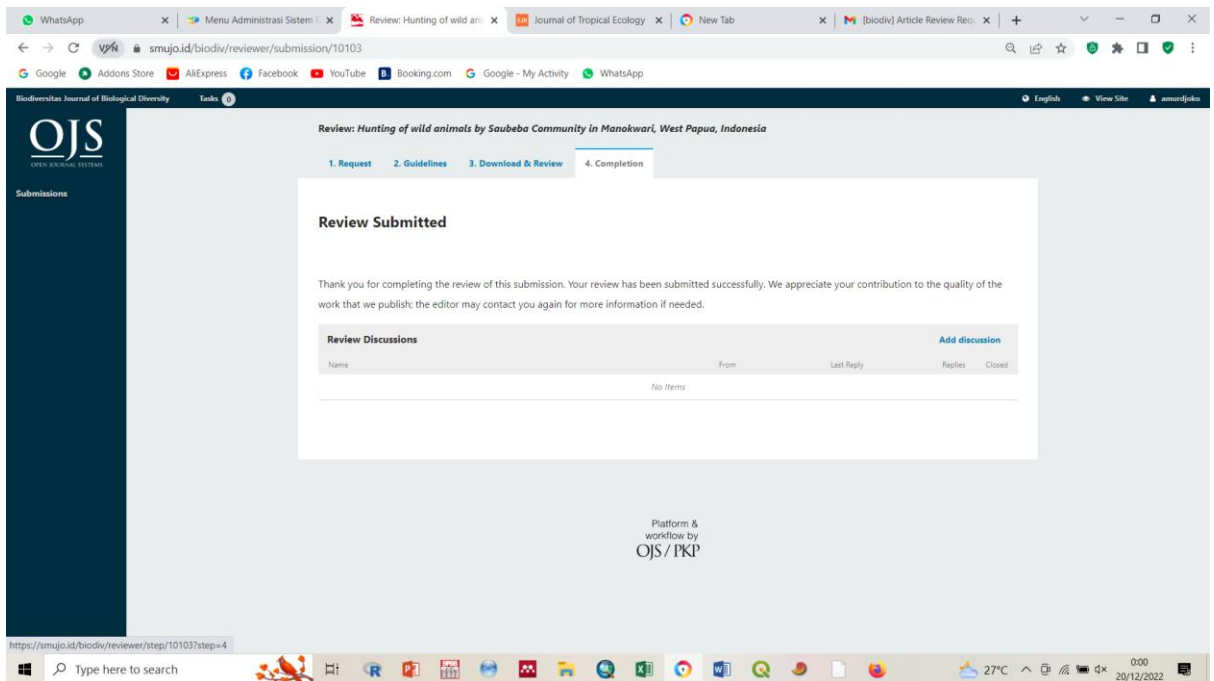 WhatsApp
Menu Administrasi Sistem
Review: Hunting of wild ani
Journal of Tropical Ecology
New Tab
[biodiv] Article Review Req
VPN smujo.id/biodiv/reviewer/submission/10103
Google Addons Store AliExpress Facebook YouTube Booking.com Google - My Activity WhatsApp
Biodiversitas Journal of Biological Diversity Tasks 0 English View Site amurdjoko
OJS
OPEN JOURNAL SYSTEMS
Submissions
Review: Hunting of wild animals by Saubeba Community in Manokwari, West Papua, Indonesia
1. Request 2. Guidelines 3. Download & Review 4. Completion
Review Submitted
Thank you for completing the review of this submission. Your review has been submitted successfully. We appreciate your contribution to the quality of the
work that we publish; the editor may contact you again for more information if needed.
Review Discussions Add discussion
Name From Last Reply Replies Closed
No Items
Platform &
workflow by
OJS / PKP
https://smujo.id/biodiv/reviewer/step/10103?step=4
Type here to search
27°C
0:00
20/12/2022